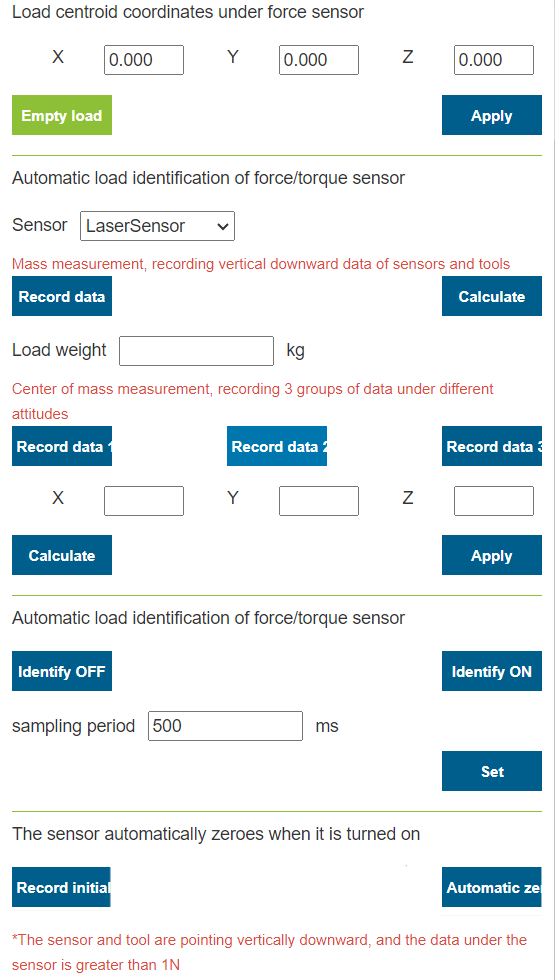 Load centroid coordinates under force sensor
X 0.000 Y 0.000 Z 0.000
Empty load Apply
Automatic load identification of force/torque sensor
Sensor LaserSensor
Mass measurement, recording vertical downward data of sensors and tools
Record data Calculate
Load weight kg
Center of mass measurement, recording 3 groups of data under different
attitudes
Record data 1 Record data 2 Record data 3
X Y Z
Calculate Apply
Automatic load identification of force/torque sensor
Identify OFF Identify ON
sampling period 500 ms
Set
The sensor automatically zeroes when it is turned on
Record initial Automatic ze
*The sensor and tool are pointing vertically downward, and the data under the
sensor is greater than 1N